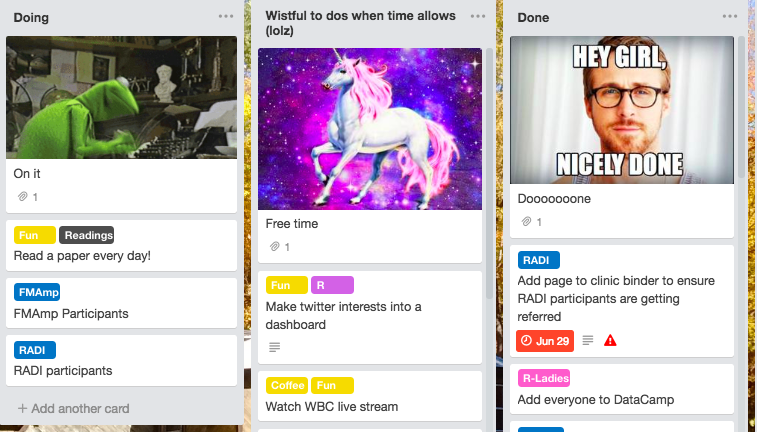 Doing
On it
1
Fun Readings
Read a paper every day!
FMAmp
FMAmp Participants
RADI
RADI participants
+ Add another card
Wistful to dos when time allows
(lolz)
Free time
1
Fun R
Make twitter interests into a
dashboard
Coffee Fun
Watch WBC live stream
Done
HEY GIRL,
NICELY DONE
Dooooooone
1
RADI
Add page to clinic binder to ensure
RADI participants are getting
referred
Jun 29
R-Ladies
Add everyone to DataCamp